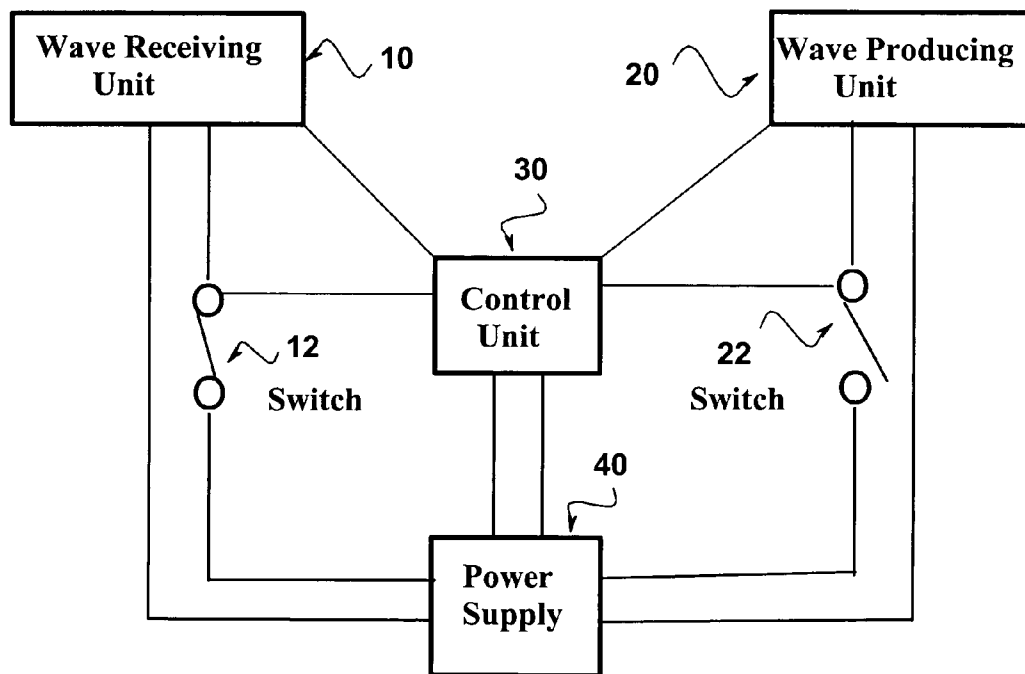 Wave Receiving
Unit
10
20
Wave Producing
Unit
30
Control
Unit
12
Switch
22
Switch
40
Power
Supply